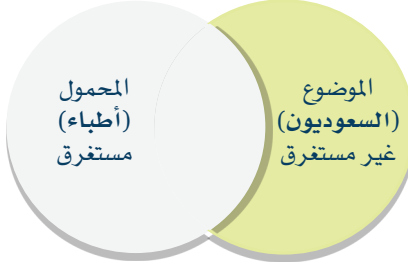 الموضوع
(السعوديون)
غير مستغرق
المحمول
(أطباء)
مستغرق